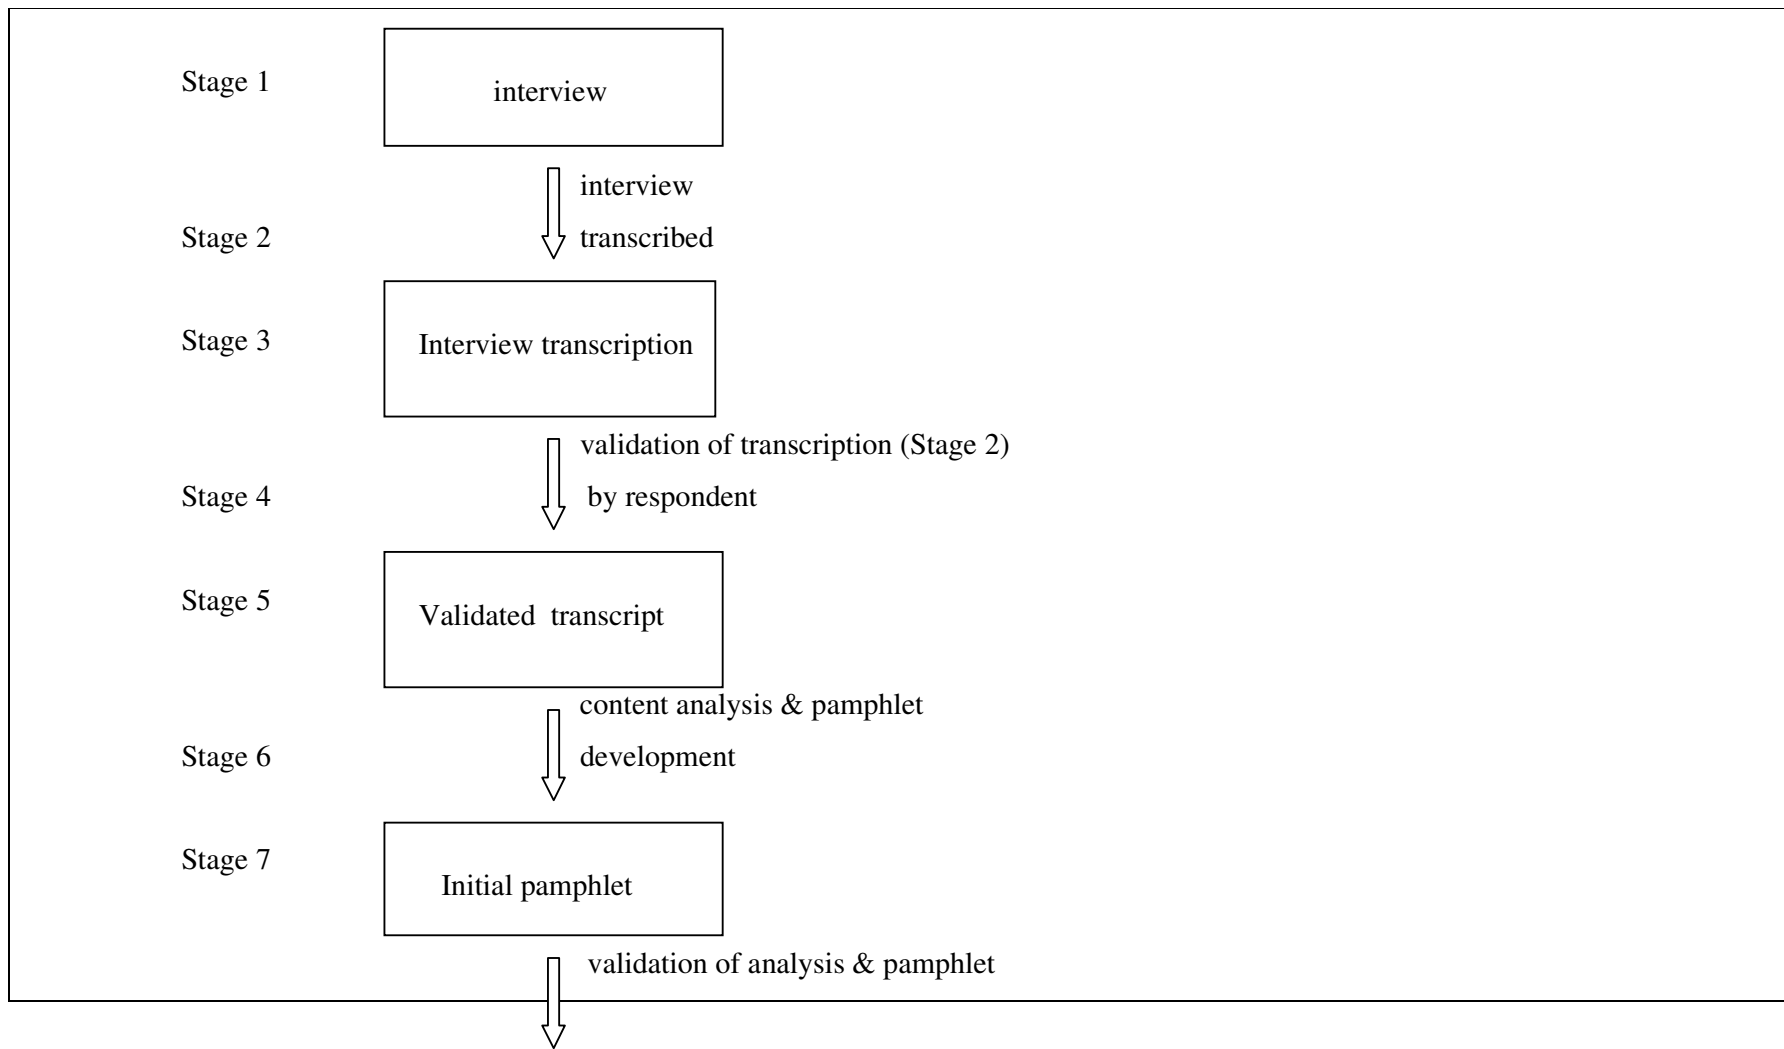 Stage 1
interview
interview
Stage 2
transcribed
Stage 3
Interview transcription
validation of transcription (Stage 2)
Stage 4
by respondent
Stage 5
Validated  transcript
content analysis & pamphlet
Stage 6
development
Stage 7
Initial pamphlet
validation of analysis & pamphlet